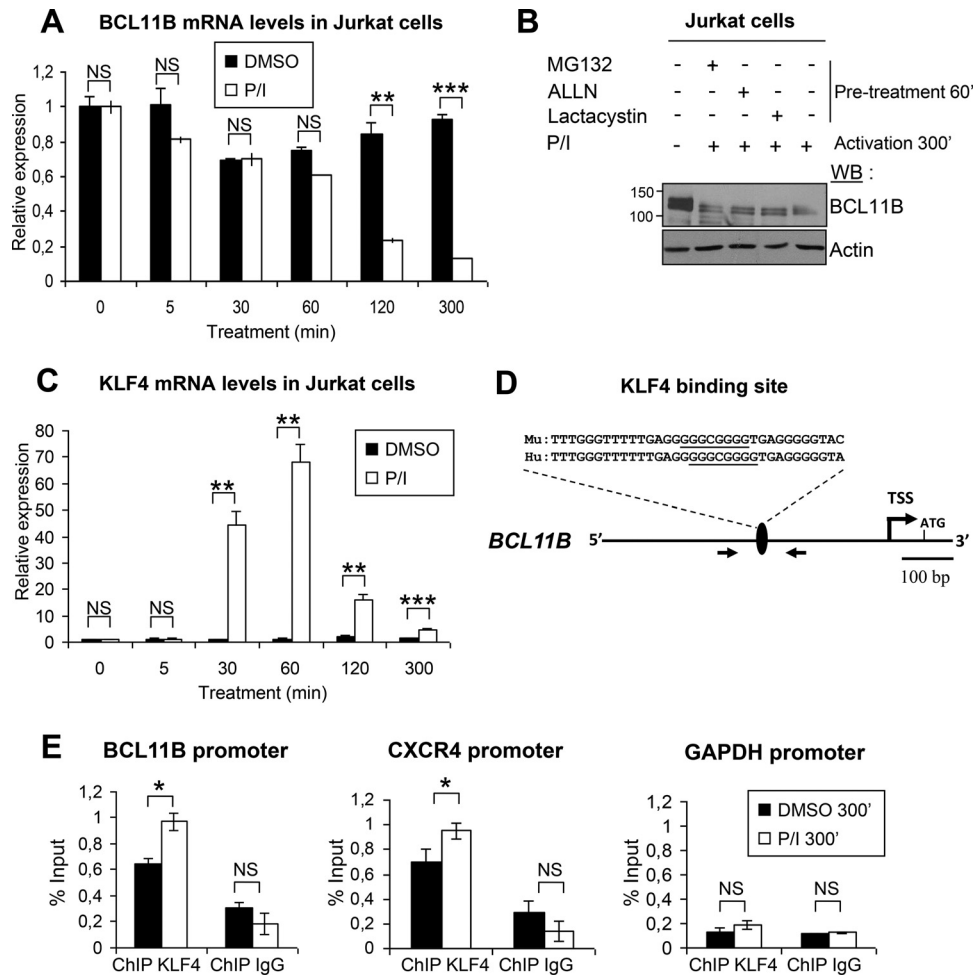 A
BCL11B mRNA levels in Jurkat cells
Relative expression
1,2
1
0,8
0,6
0,4
0,2
0
NS
NS
NS
NS
**
***
DMSO
P/I
0 5 30 60 120 300
Treatment (min)
B
Jurkat cells
MG132 - + - - -
ALLN - - + - -
Lactacystin - - - + -
Pre-treatment 60'
P/I - + + + + Activation 300'
WB :
150
100
BCL11B
Actin
C
KLF4 mRNA levels in Jurkat cells
Relative expression
80
70
60
50
40
30
20
10
0
NS
NS
**
**
**
***
DMSO
P/I
0 5 30 60 120 300
Treatment (min)
D
KLF4 binding site
Mu:TTTGGGTTTTTGAGGGGGCGGGGTGAGGGGGTAC
Hu:TTTGGGTTTTTTGAGGGGGCGGGGTGAGGGGGTA
TSS
ATG
BCL11B 5' 3'
100 bp
E
BCL11B promoter
% Input
1,2
1
0,8
0,6
0,4
0,2
0
*
NS
ChIP KLF4 ChIP IgG
CXCR4 promoter
% Input
1,2
1
0,8
0,6
0,4
0,2
0
*
NS
ChIP KLF4 ChIP IgG
GAPDH promoter
% Input
1,2
1
0,8
0,6
0,4
0,2
0
NS
NS
DMSO 300'
P/I 300'
ChIP KLF4 ChIP IgG